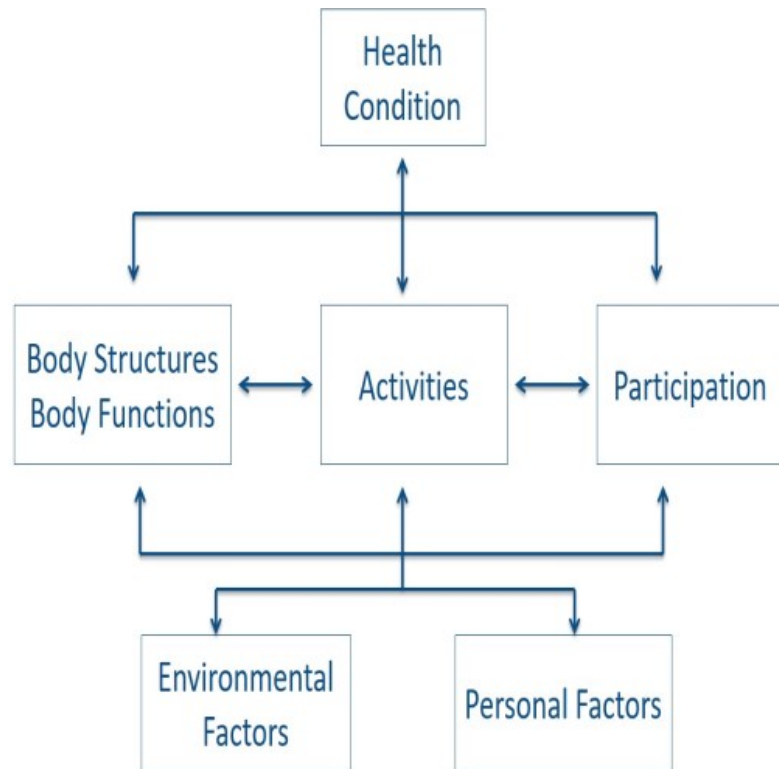 Health
Condition
Body Structures
Body Functions
Activities
Participation
Environmental
Factors
Personal Factors